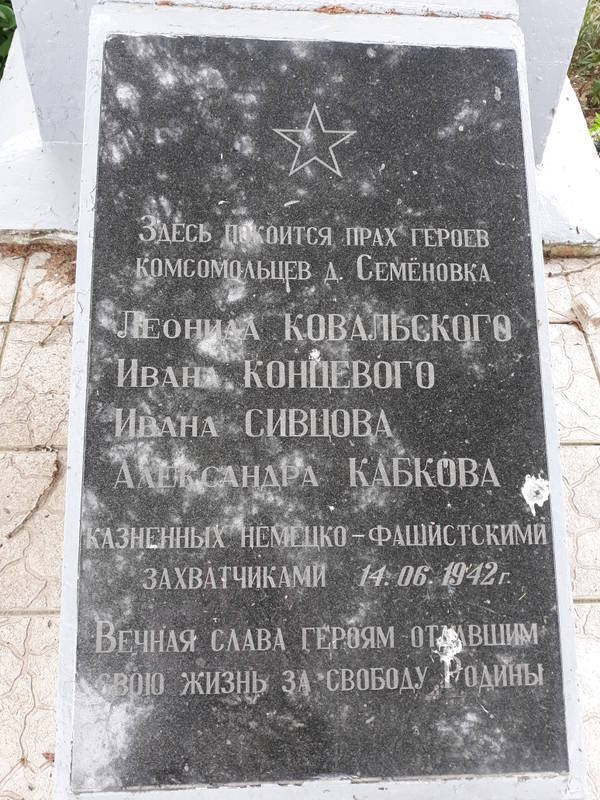 Здесь покоится прах героев
комсомольцев д. Семёновка
Леонида КОВАЛЬСКОГО
Ивана КОНЦЕВОГО
Ивана СИВЦОВА
Александра КАБКОВА
казненных немецко-фашистскими
захватчиками 14.06.1942 г.
Вечная слава героям отдавшим
свою жизнь за свободу Родины